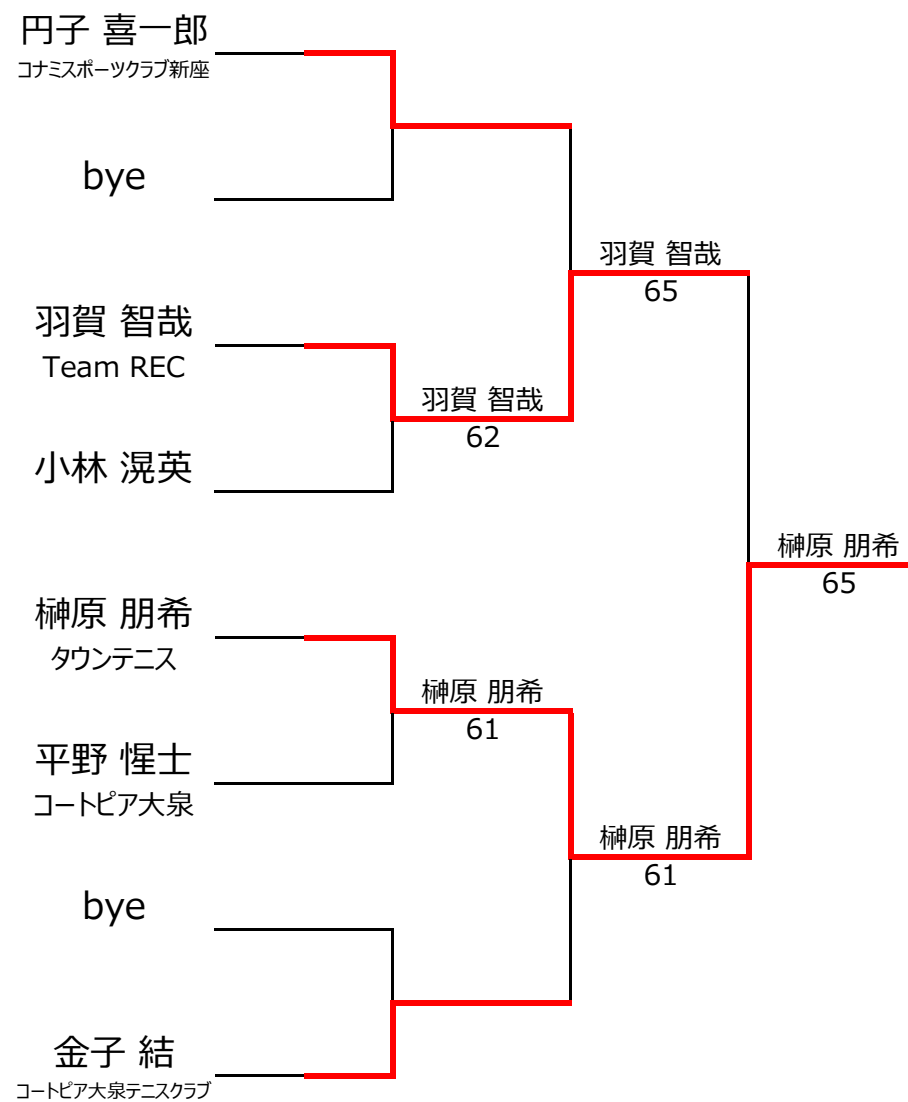 円子 喜一郎
コナミスポーツクラブ新座
bye
羽賀 智哉
65
羽賀 智哉
Team REC
羽賀 智哉
62
小林 滉英
榊原 朋希
65
榊原 朋希
タウンテニス
榊原 朋希
61
平野 惺士
コートピア大泉
榊原 朋希
61
bye
金子 結
コートピア大泉テニスクラブ